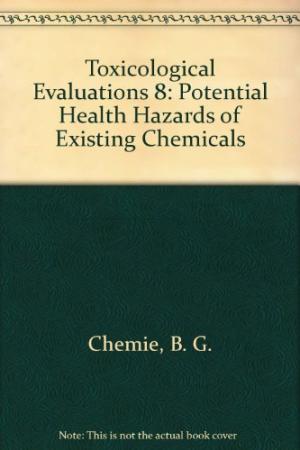 Toxicological
Evaluations 8: Potential
Health Hazards of
Existing Chemicals
Chemie, B. G.
Note: This is not the actual book cover